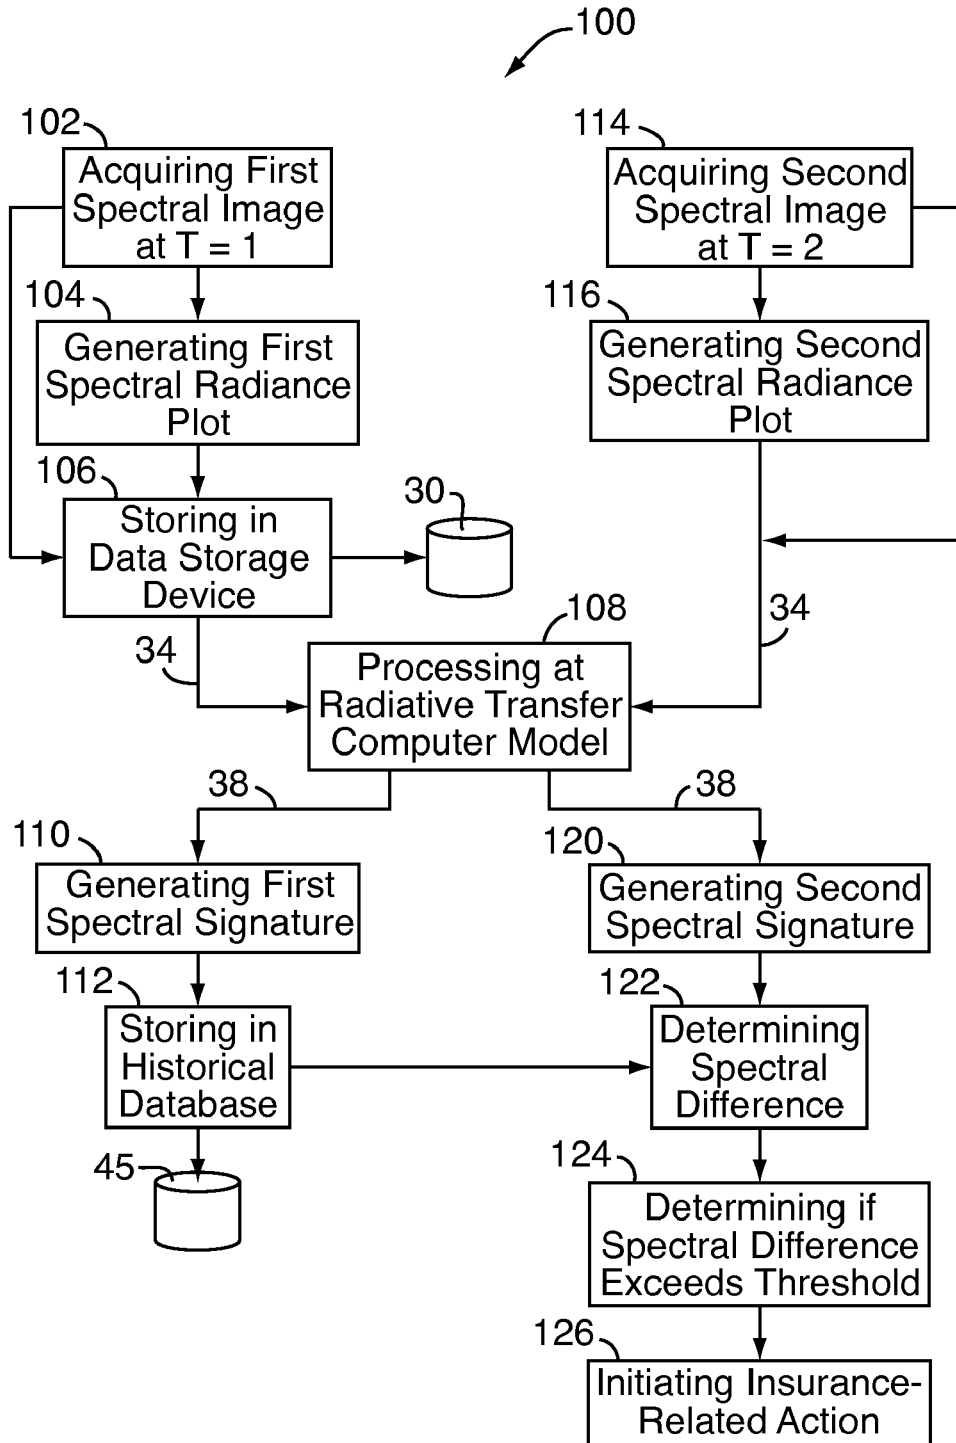 100
102
Acquiring First
Spectral Image
at T = 1
114
Acquiring Second
Spectral Image
at T = 2
104
Generating First
Spectral Radiance
Plot
116
Generating Second
Spectral Radiance
Plot
106
Storing in
Data Storage
Device
30
34
108
Processing at
Radiative Transfer
Computer Model
34
38
38
110
Generating First
Spectral Signature
120
Generating Second
Spectral Signature
112
Storing in
Historical
Database
122
Determining
Spectral
Difference
45
124
Determining if
Spectral Difference
Exceeds Threshold
126
Initiating Insurance-
Related Action